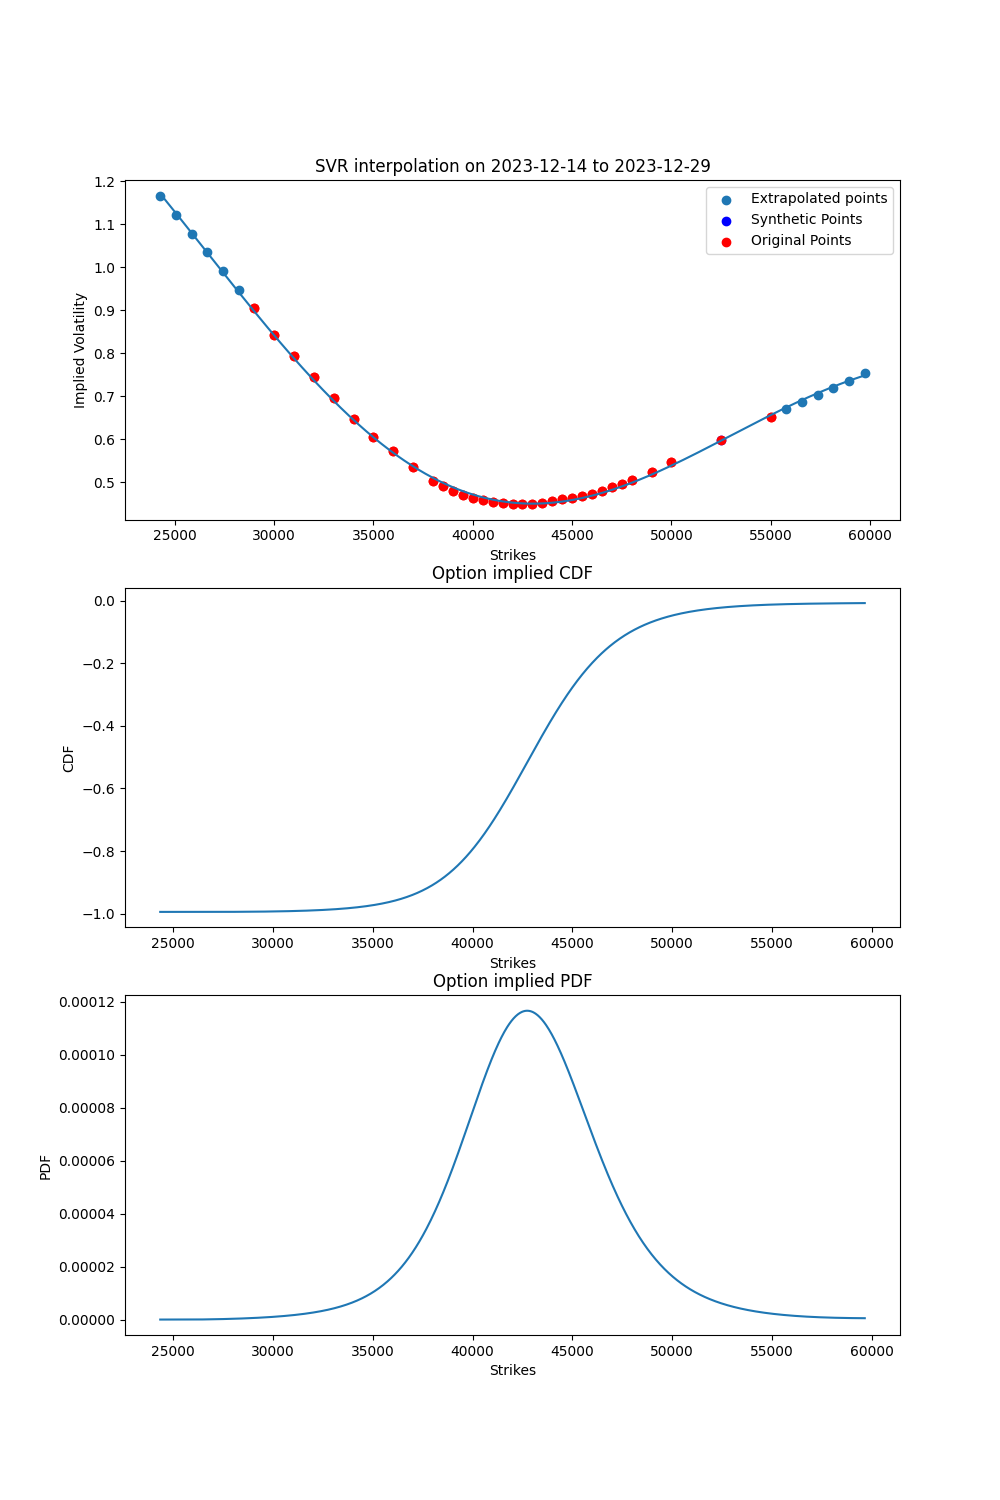 SVR interpolation on 2023-12-14 to 2023-12-29
1.2
1.1
1.0
0.9
0.8
0.7
0.6
0.5
Implied Volatility
Extrapolated points
Synthetic Points
Original Points
25000 30000 35000 40000 45000 50000 55000 60000
Strikes
Option implied CDF
0.0
−0.2
−0.4
−0.6
−0.8
−1.0
CDF
25000 30000 35000 40000 45000 50000 55000 60000
Strikes
Option implied PDF
0.00012
0.00010
0.00008
0.00006
0.00004
0.00002
0.00000
PDF
25000 30000 35000 40000 45000 50000 55000 60000
Strikes